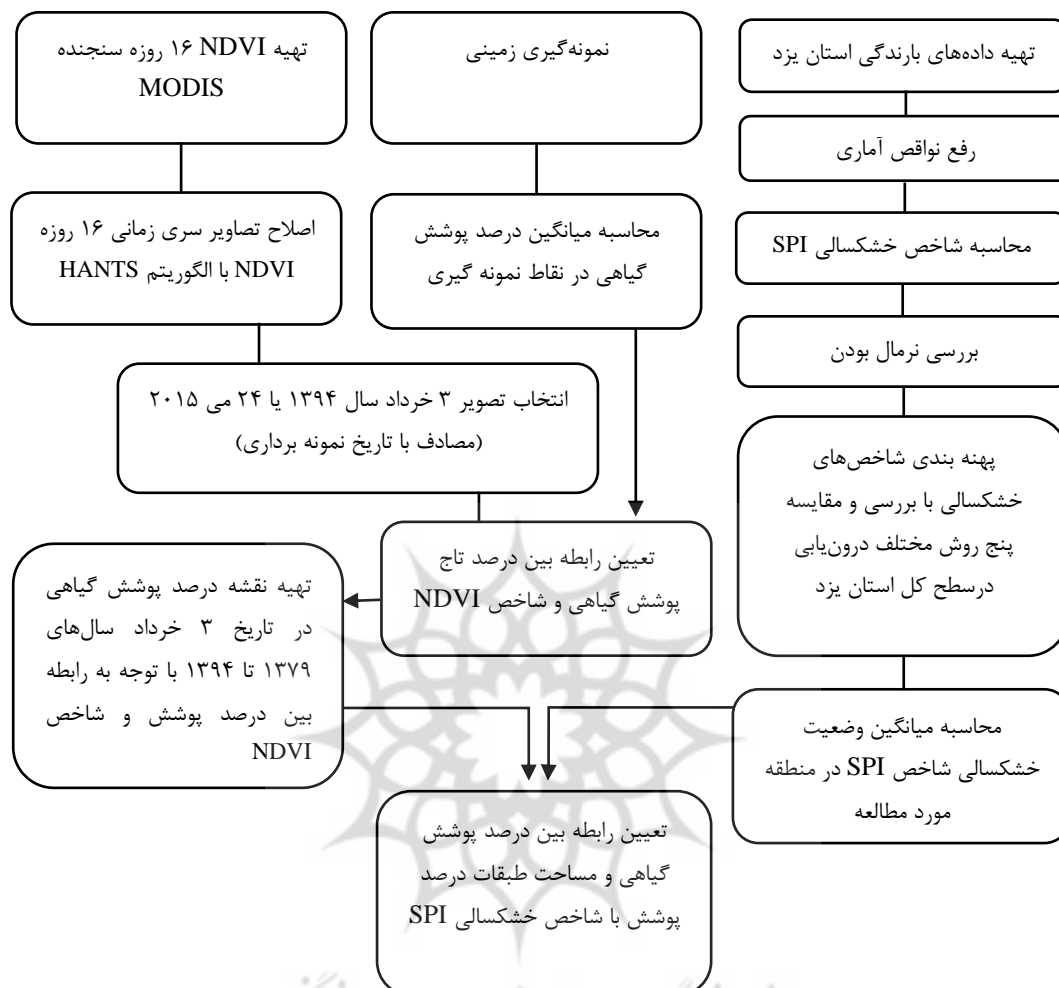 تهیه داده‌های بارندگی استان یزد
رفع نواقص آماری
محاسبه شاخص خشکسالی SPI
بررسی نرمال بودن
پهنه بندی شاخص‌های
خشکسالی با بررسی و مقایسه
پنج روش مختلف درون‌یابی
درسطح کل استان یزد
محاسبه میانگین وضعیت
خشکسالی شاخص SPI در منطقه
مورد مطالعه
نمونه‌گیری زمینی
محاسبه میانگین درصد پوشش
گیاهی در نقاط نمونه گیری
تهیه NDVI ۱۶ روزه سنجنده
MODIS
اصلاح تصاویر سری زمانی ۱۶ روزه
NDVI با الگوریتم HANTS
انتخاب تصویر ۳ خرداد سال ۱۳۹۴ یا ۲۴ می ۲۰۱۵
(مصادف با تاریخ نمونه برداری)
تعیین رابطه بین درصد تاج
پوشش گیاهی و شاخص NDVI
تهیه نقشه درصد پوشش گیاهی
در تاریخ ۳ خرداد سال‌های
۱۳۷۹ تا ۱۳۹۴ با توجه به رابطه
بین درصد پوشش و شاخص
NDVI
تعیین رابطه بین درصد پوشش
گیاهی و مساحت طبقات درصد
پوشش با شاخص خشکسالی SPI